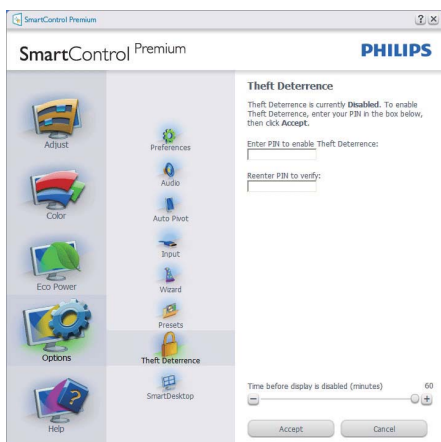 SmartControl Premium
SmartControl Premium
PHILIPS
Adjust
Color
Eco Power
Options
Help
Preferences
Audio
Auto Pivot
Input
Wizard
Presets
Theft Deterrence
SmartDesktop
Theft Deterrence
Theft Deterrence is currently Disabled. To enable
Theft Deterrence, enter your PIN in the box below,
then click Accept.
Enter PIN to enable Theft Deterrence:
Reenter PIN to verify:
Time before display is disabled (minutes) 60
Accept Cancel